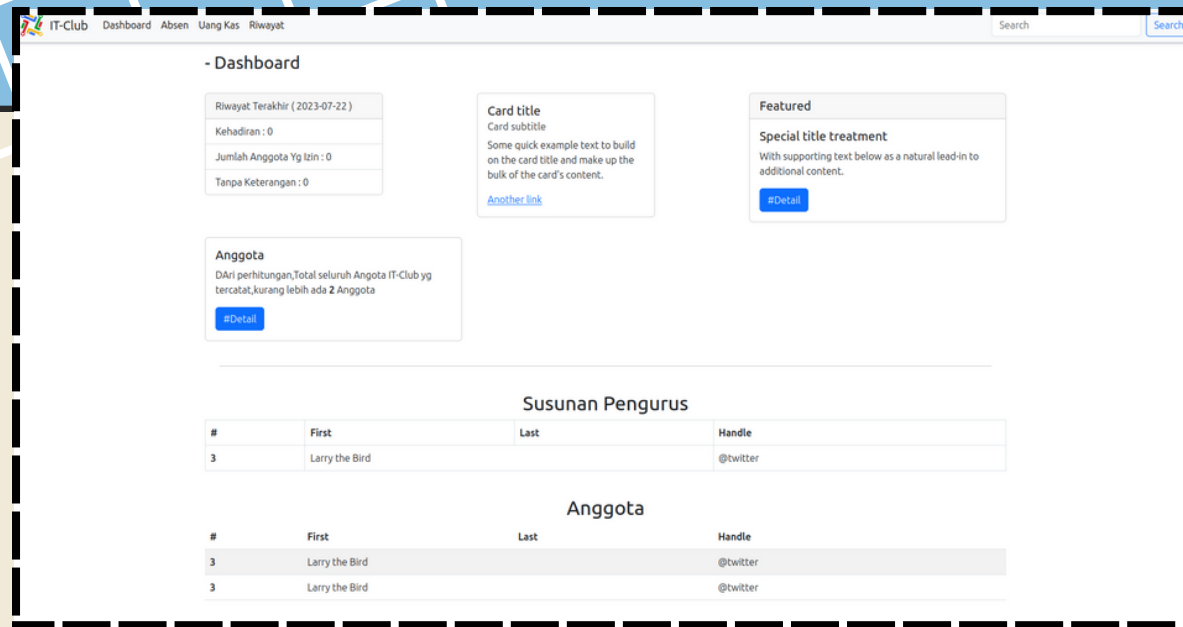 IT-Club Dashboard Absen Uang Kas Riwayat Search Search
- Dashboard
Riwayat Terakhir ( 2023-07-22 )
Kehadiran : 0
Jumlah Anggota Yg Izin : 0
Tanpa Keterangan : 0
Card title
Card subtitle
Some quick example text to build
on the card title and make up the
bulk of the card's content.
Another link
Featured
Special title treatment
With supporting text below as a natural lead-in to
additional content.
#Detail
Anggota
DAri perhitungan,Total seluruh Angota IT-Club yg
tercatat,kurang lebih ada 2 Anggota
#Detail
Susunan Pengurus
# First Last Handle
3 Larry the Bird @twitter
Anggota
# First Last Handle
3 Larry the Bird @twitter
3 Larry the Bird @twitter